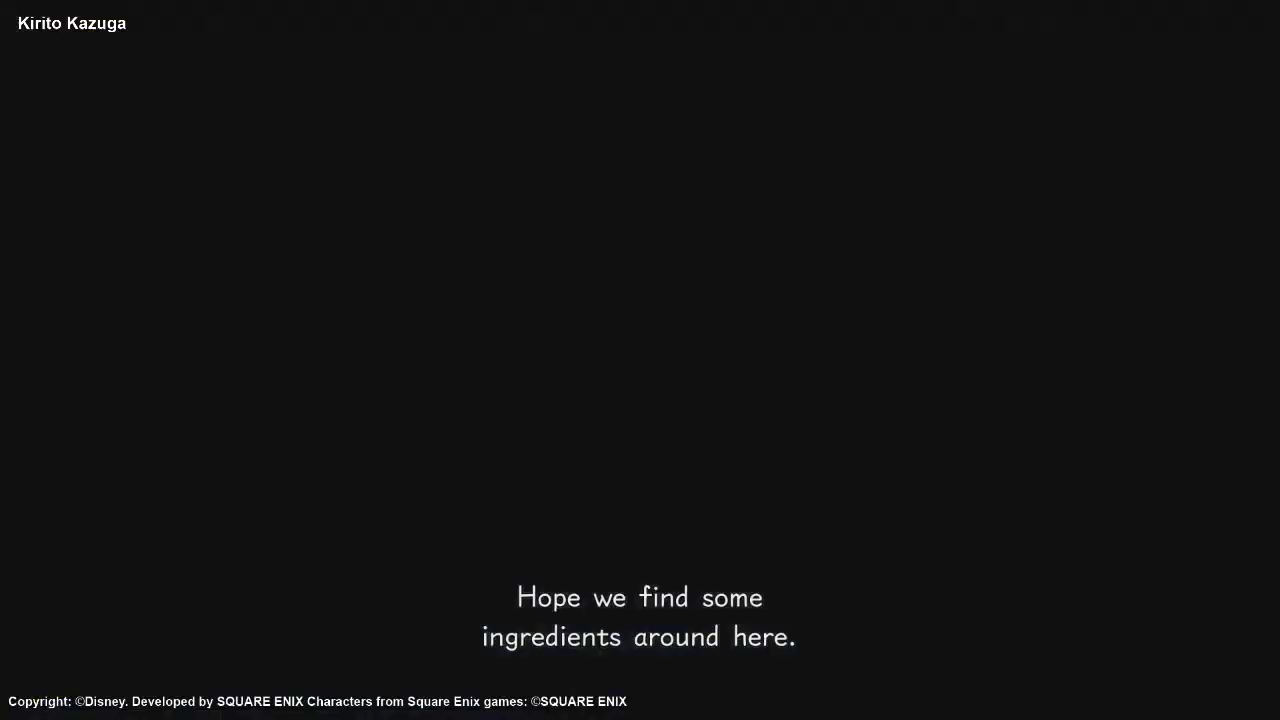 Kirito Kazuga
Hope we find some
ingredients around here.
Copyright: ©Disney. Developed by SQUARE ENIX Characters from Square Enix games: ©SQUARE ENIX